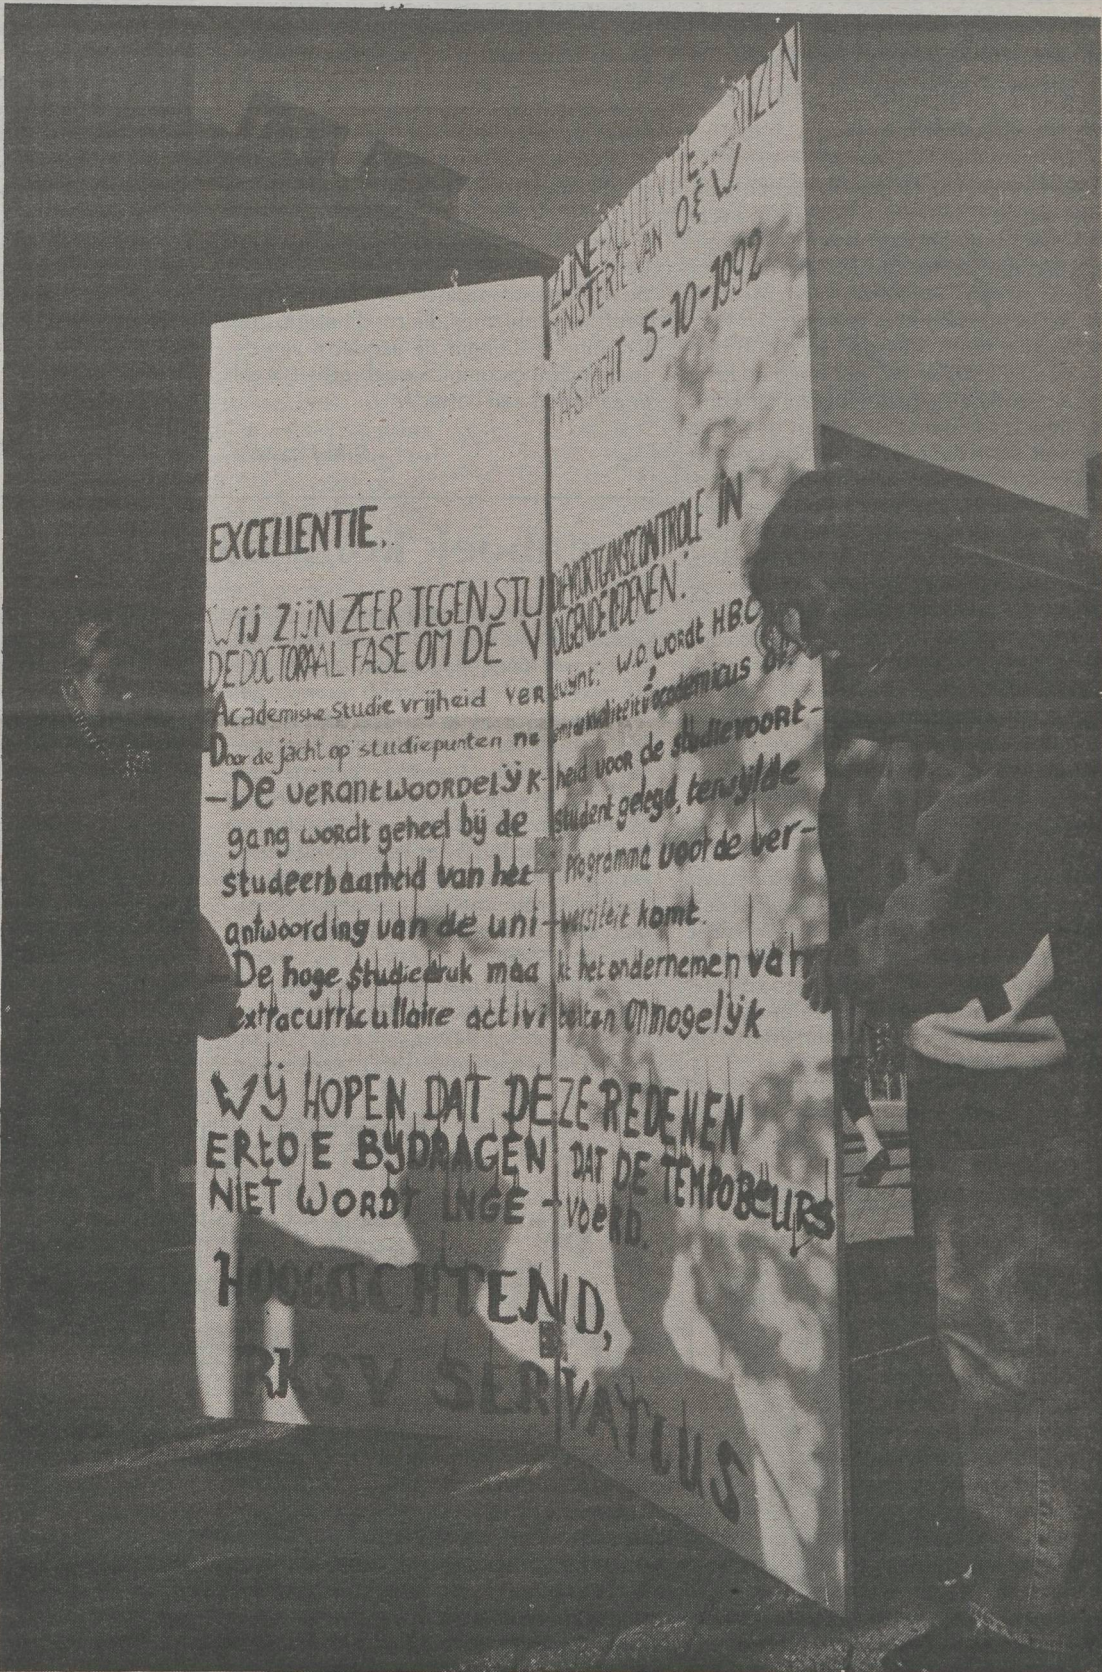 ZIJNE EXCELLENTIE RITZEN
MINISTERIE VAN O & W.
MAASTRICHT 5-10-1992
EXCELLENTIE,
WIJ ZIJN ZEER TEGEN STUDIEVOORTGANGSCONTROLE IN
DE DOCTORAAL FASE OM DE VOLGENDE REDENEN:
Academische studie vrijheid verdwijnt; W.O. wordt H.B.O
Door de jacht op studiepunten academicus
-De verantwoordelijk-heid voor de studievoort-
gang wordt geheel bij de student gelegd, terwijl de
studeerbaarheid van het programma voor de ver-
antwoording van de uni-versiteit komt.
-De hoge studiedruk maakt het ondernemen van
extracurricullaire activiteiten onmogelijk
WIJ HOPEN DAT DEZE REDENEN
ERTOE BIJDRAGEN DAT DE TEMPOBEURS
NIET WORDT INGE-VOERD.
HOOGACHTEND,
RKSV SERVATIUS